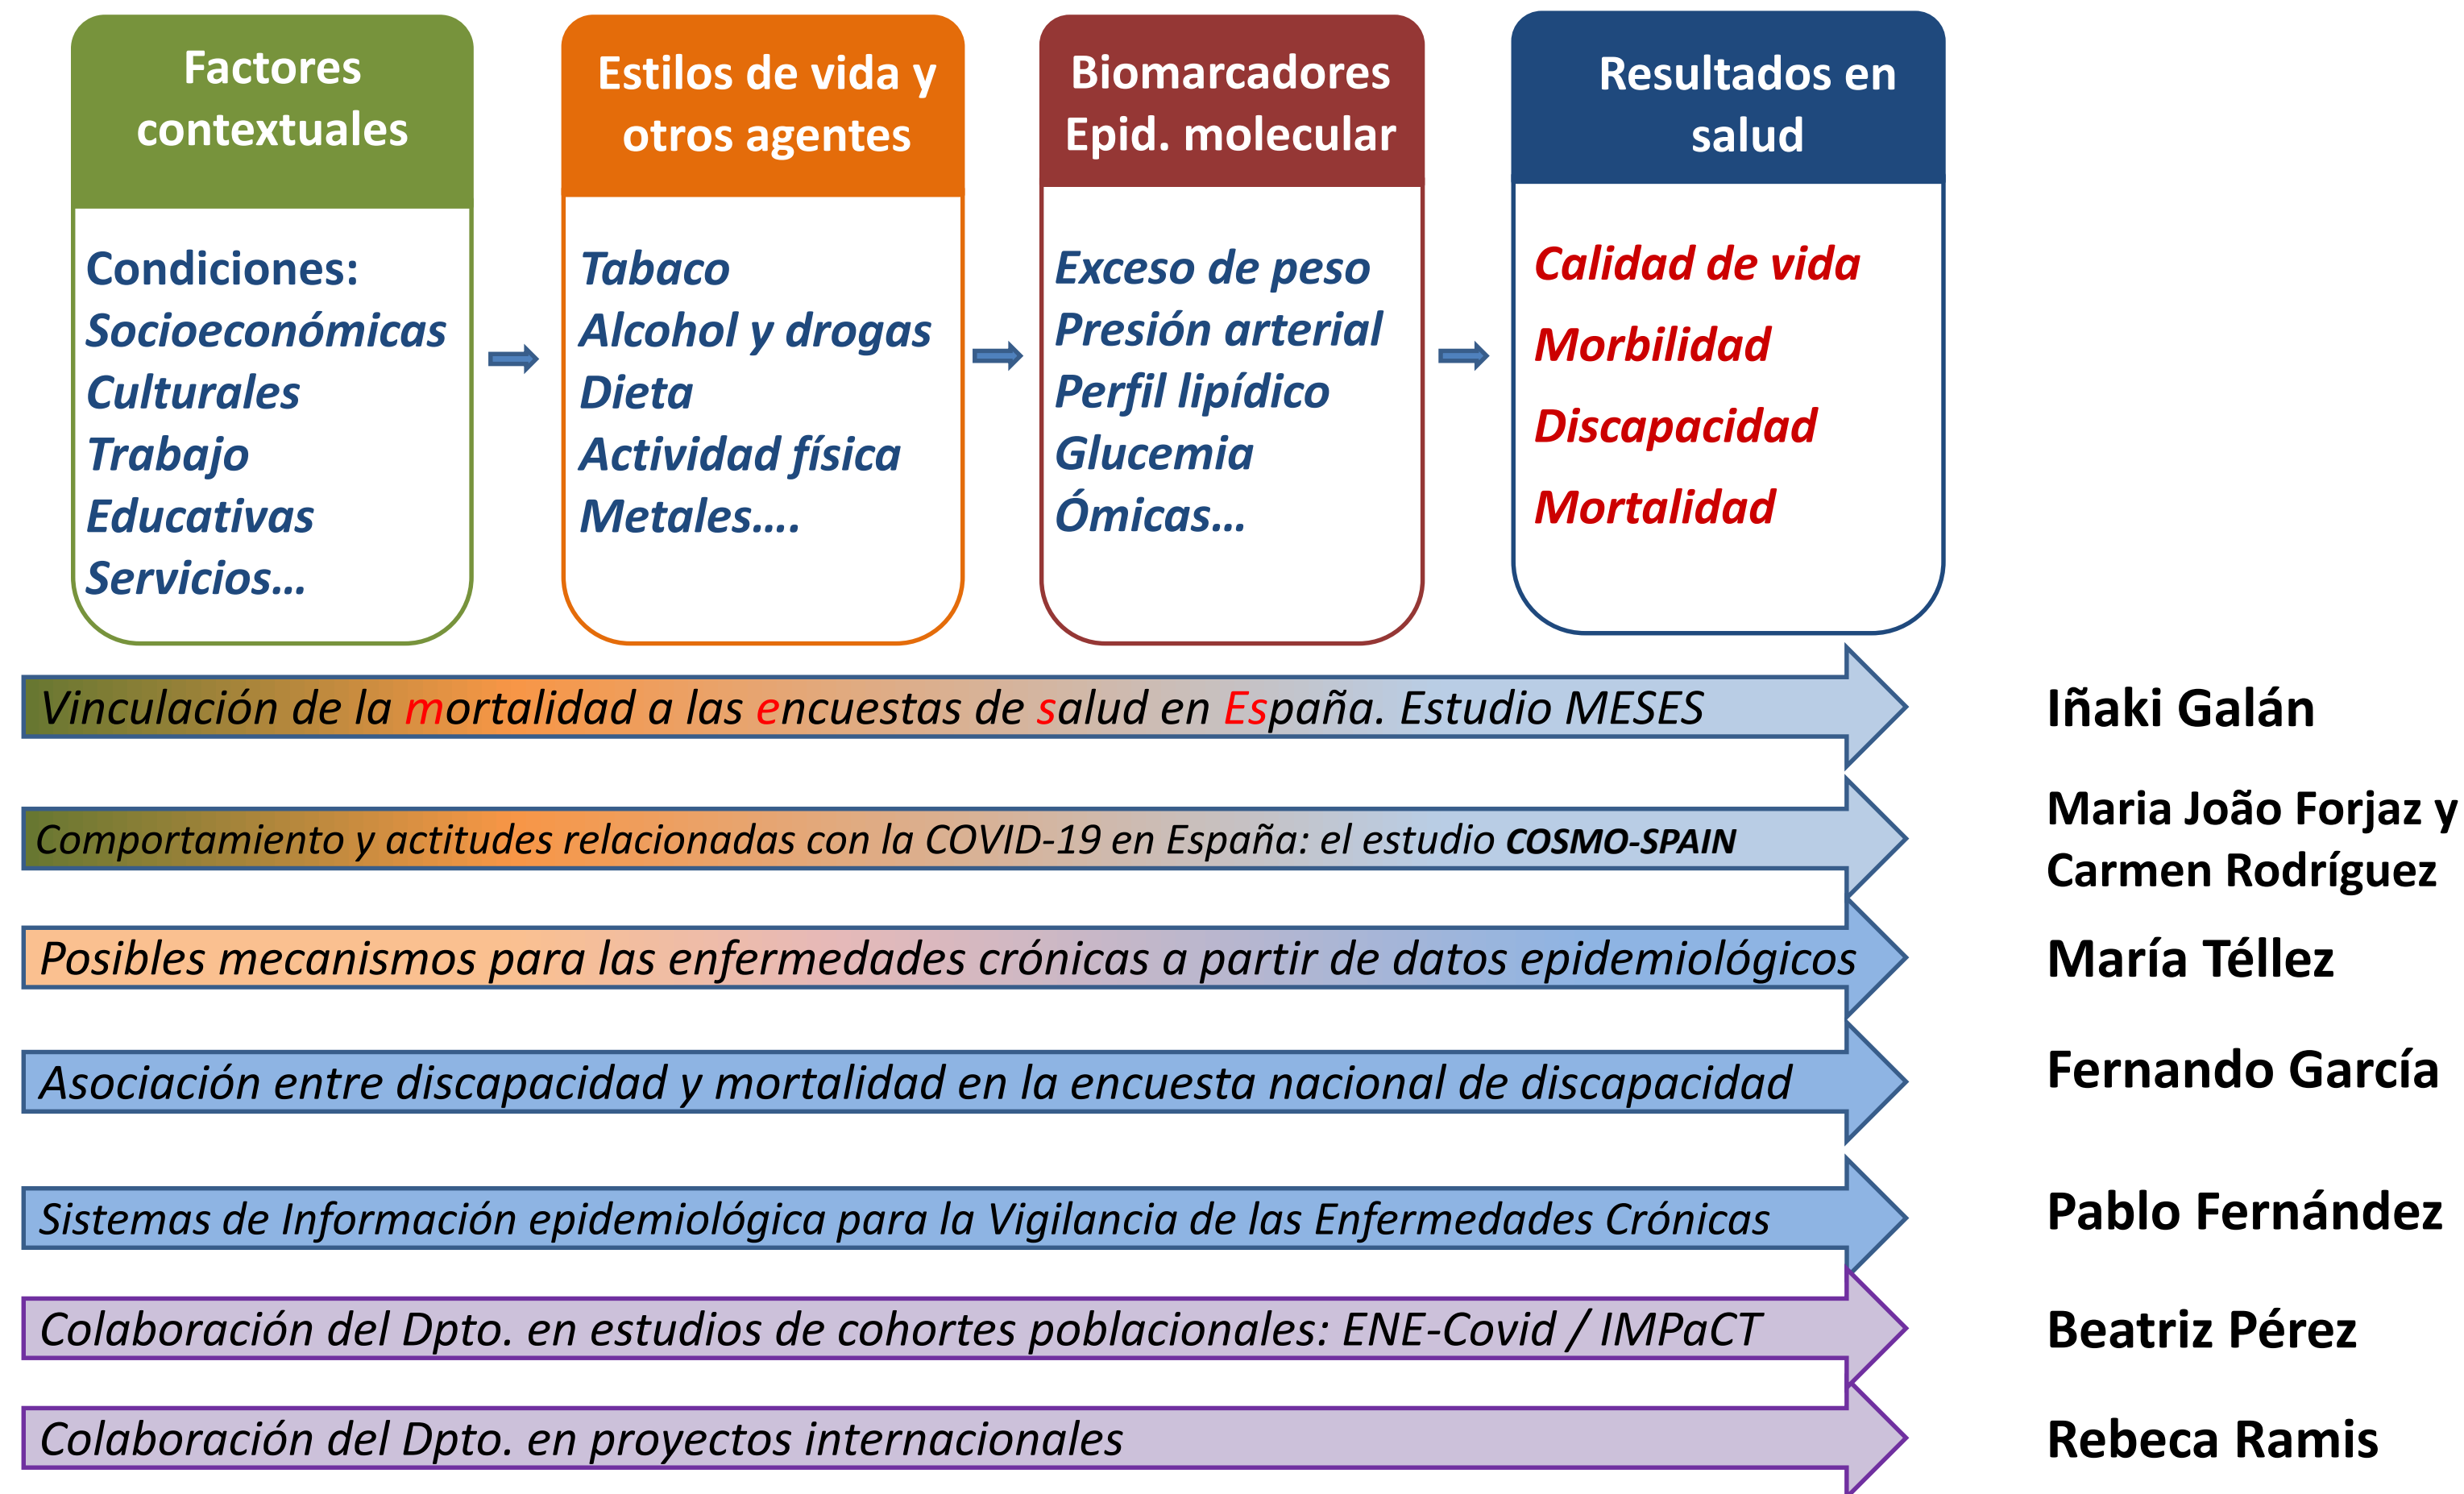 Factores
contextuales
Condiciones:
Socioeconómicas
Culturales
Trabajo
Educativas
Servicios…
Estilos de vida y
otros agentes
Tabaco
Alcohol y drogas
Dieta
Actividad física
Metales….
Biomarcadores
Epid. molecular
Exceso de peso
Presión arterial
Perfil lipídico
Glucemia
Ómicas…
Resultados en
salud
Calidad de vida
Morbilidad
Discapacidad
Mortalidad
Vinculación de la mortalidad a las encuestas de salud en España. Estudio MESES
Iñaki Galán
Comportamiento y actitudes relacionadas con la COVID-19 en España: el estudio COSMO-SPAIN
Maria João Forjaz y
Carmen Rodríguez
Posibles mecanismos para las enfermedades crónicas a partir de datos epidemiológicos
María Téllez
Asociación entre discapacidad y mortalidad en la encuesta nacional de discapacidad
Fernando García
Sistemas de Información epidemiológica para la Vigilancia de las Enfermedades Crónicas
Pablo Fernández
Colaboración del Dpto. en estudios de cohortes poblacionales: ENE-Covid / IMPaCT
Beatriz Pérez
Colaboración del Dpto. en proyectos internacionales
Rebeca Ramis